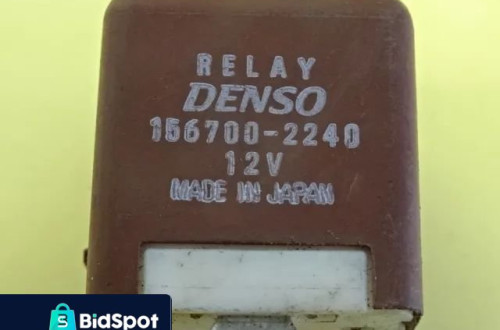 RELAY
DENSO
156700-2240
12V
MADE IN JAPAN
S
BidSpot